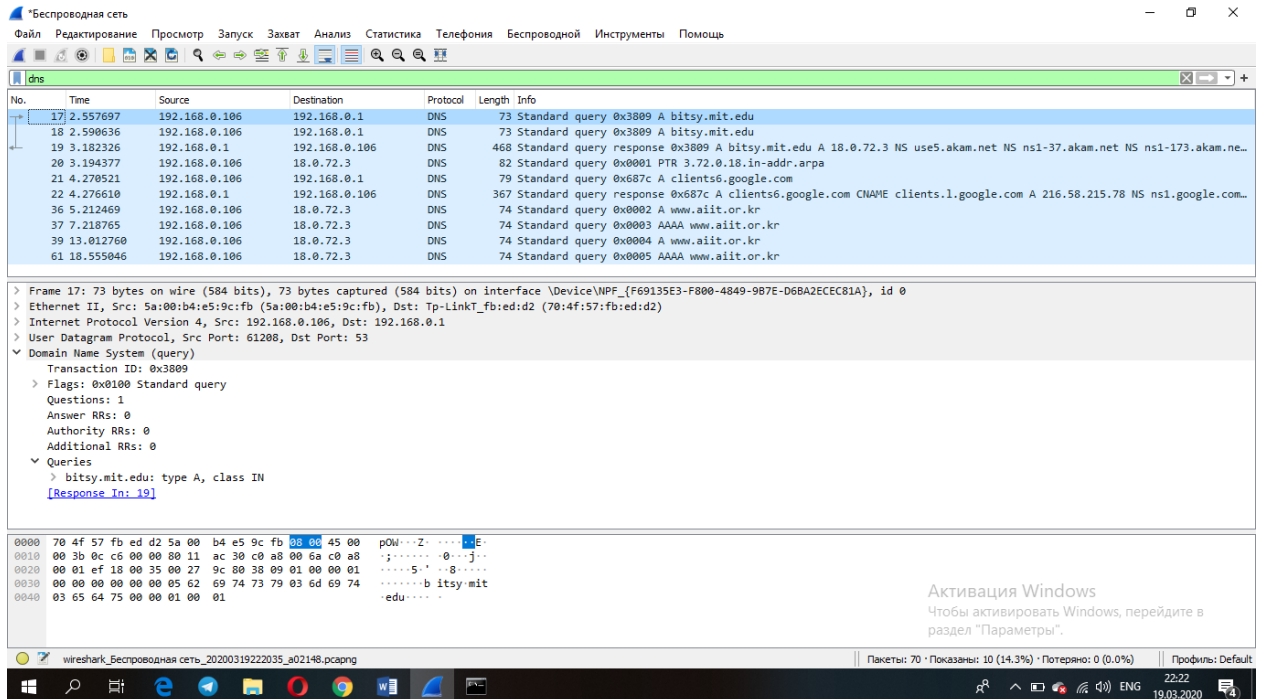 *Беспроводная сеть
Файл Редактирование Просмотр Запуск Захват Анализ Статистика Телефония Беспроводной Инструменты Помощь
dns
No. Time Source Destination Protocol Length Info
17 2.557697 192.168.0.106 192.168.0.1 DNS 73 Standard query 0x3809 A bitsy.mit.edu
18 2.590636 192.168.0.106 192.168.0.1 DNS 73 Standard query 0x3809 A bitsy.mit.edu
19 3.182326 192.168.0.1 192.168.0.106 DNS 468 Standard query response 0x3809 A bitsy.mit.edu A 18.0.72.3 NS use5.akam.net NS ns1-37.akam.net NS ns1-173.akam.ne…
20 3.194377 192.168.0.106 18.0.72.3 DNS 82 Standard query 0x0001 PTR 3.72.0.18.in-addr.arpa
21 4.270521 192.168.0.106 192.168.0.1 DNS 79 Standard query 0x687c A clients6.google.com
22 4.276610 192.168.0.1 192.168.0.106 DNS 367 Standard query response 0x687c A clients6.google.com CNAME clients.l.google.com A 216.58.215.78 NS ns1.google.com…
36 5.212469 192.168.0.106 18.0.72.3 DNS 74 Standard query 0x0002 A www.aiit.or.kr
37 7.218765 192.168.0.106 18.0.72.3 DNS 74 Standard query 0x0003 AAAA www.aiit.or.kr
39 13.012760 192.168.0.106 18.0.72.3 DNS 74 Standard query 0x0004 A www.aiit.or.kr
61 18.555046 192.168.0.106 18.0.72.3 DNS 74 Standard query 0x0005 AAAA www.aiit.or.kr
> Frame 17: 73 bytes on wire (584 bits), 73 bytes captured (584 bits) on interface \Device\NPF_{F69135E3-F800-4849-9B7E-D6BA2ECEC81A}, id 0
> Ethernet II, Src: 5a:00:b4:e5:9c:fb (5a:00:b4:e5:9c:fb), Dst: Tp-LinkT_fb:ed:d2 (70:4f:57:fb:ed:d2)
> Internet Protocol Version 4, Src: 192.168.0.106, Dst: 192.168.0.1
> User Datagram Protocol, Src Port: 61208, Dst Port: 53
Domain Name System (query)
Transaction ID: 0x3809
> Flags: 0x0100 Standard query
Questions: 1
Answer RRs: 0
Authority RRs: 0
Additional RRs: 0
Queries
> bitsy.mit.edu: type A, class IN
[Response In: 19]
0000 70 4f 57 fb ed d2 5a 00 b4 e5 9c fb 08 00 45 00 pOW···Z· ······E·
0010 00 3b 0c c6 00 00 80 11 ac 30 c0 a8 00 6a c0 a8 ·;······ ·0···j··
0020 00 01 ef 18 00 35 00 27 9c 80 38 09 01 00 00 01 ·····5·' ··8·····
0030 00 00 00 00 00 00 05 62 69 74 73 79 03 6d 69 74 ·······b itsy·mit
0040 03 65 64 75 00 00 01 00 01 ·edu···· ·
Активация Windows
Чтобы активировать Windows, перейдите в
раздел "Параметры".
wireshark_Беспроводная сеть_20200319222035_a02148.pcapng Пакеты: 70 · Показаны: 10 (14.3%) · Потеряно: 0 (0.0%) Профиль: Default
ENG 22:22
19.03.2020
4